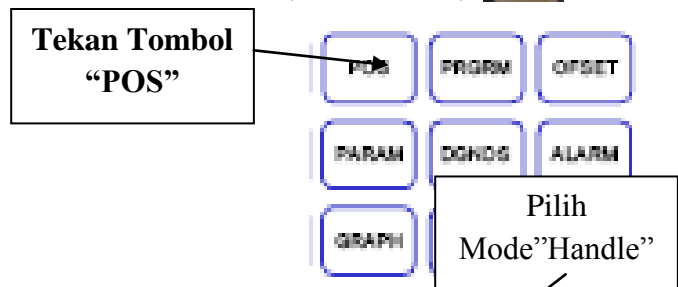 Tekan Tombol
“POS”
POS PRGRM OFSET
PARAM DGNOS ALARM
GRAPH
Pilih
Mode”Handle”